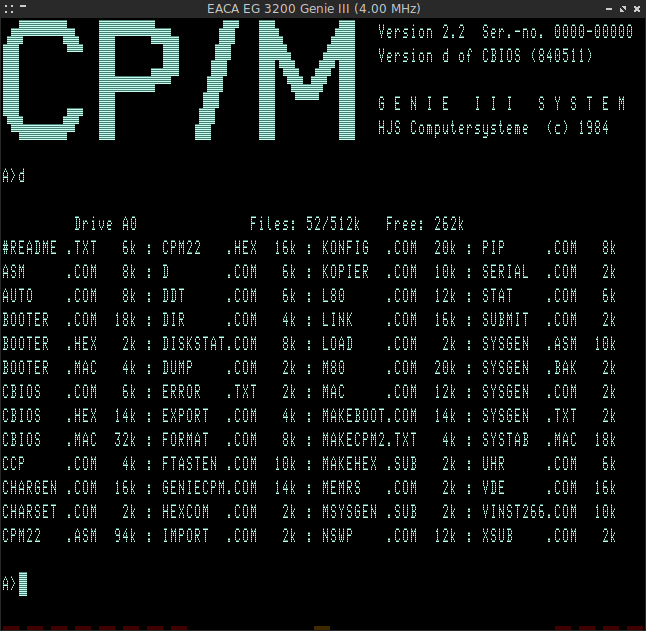 EACA EG 3200 Genie III (4.00 MHz)
CP/M
Version 2.2  Ser.-no. 0000-00000
Version d of CBIOS (840511)
G E N I E   I I I   S Y S T E M
HJS Computersysteme  (c) 1984
A>d
Drive A0              Files: 52/512k   Free: 262k
#README .TXT   6k : CPM22   .HEX  16k : KONFIG  .COM  20k : PIP     .COM   8k
ASM     .COM   8k : D       .COM   6k : KOPIER  .COM  10k : SERIAL  .COM   2k
AUTO    .COM   8k : DDT     .COM   6k : L80     .COM  12k : STAT    .COM   6k
BOOTER  .COM  18k : DIR     .COM   4k : LINK    .COM  16k : SUBMIT  .COM   2k
BOOTER  .HEX   2k : DISKSTAT.COM   8k : LOAD    .COM   2k : SYSGEN  .ASM  10k
BOOTER  .MAC   4k : DUMP    .COM   2k : M80     .COM  20k : SYSGEN  .BAK   2k
CBIOS   .COM   6k : ERROR   .TXT   2k : MAC     .COM  12k : SYSGEN  .COM   2k
CBIOS   .HEX  14k : EXPORT  .COM   4k : MAKEBOOT.COM  14k : SYSGEN  .TXT   2k
CBIOS   .MAC  32k : FORMAT  .COM   8k : MAKECPM2.TXT   4k : SYSTAB  .MAC  18k
CCP     .COM   4k : FTASTEN .COM  10k : MAKEHEX .SUB   2k : UHR     .COM   6k
CHARGEN .COM  16k : GENIECPM.COM  14k : MEMRS   .COM   2k : VDE     .COM  16k
CHARSET .COM   2k : HEXCOM  .COM   2k : MSYSGEN .SUB   2k : VINST266.COM  10k
CPM22   .ASM  94k : IMPORT  .COM   2k : NSWP    .COM  12k : XSUB    .COM   2k
A>